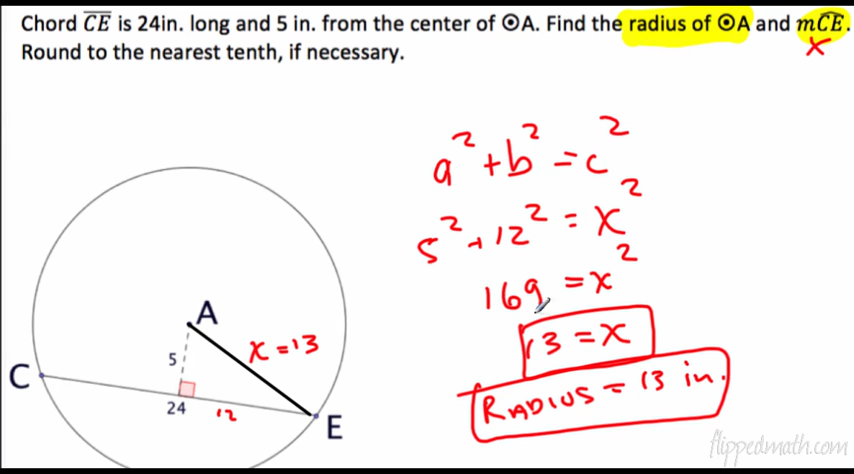 Chord CE is 24in. long and 5 in. from the center of ⊙A. Find the radius of ⊙A and mCE.
Round to the nearest tenth, if necessary.
x
a² + b² = c²
5² + 12² = x²
169 = x²
13 = x
RADIUS = 13 in.
A
x = 13
5
C
24
12
E
flippedmath.com